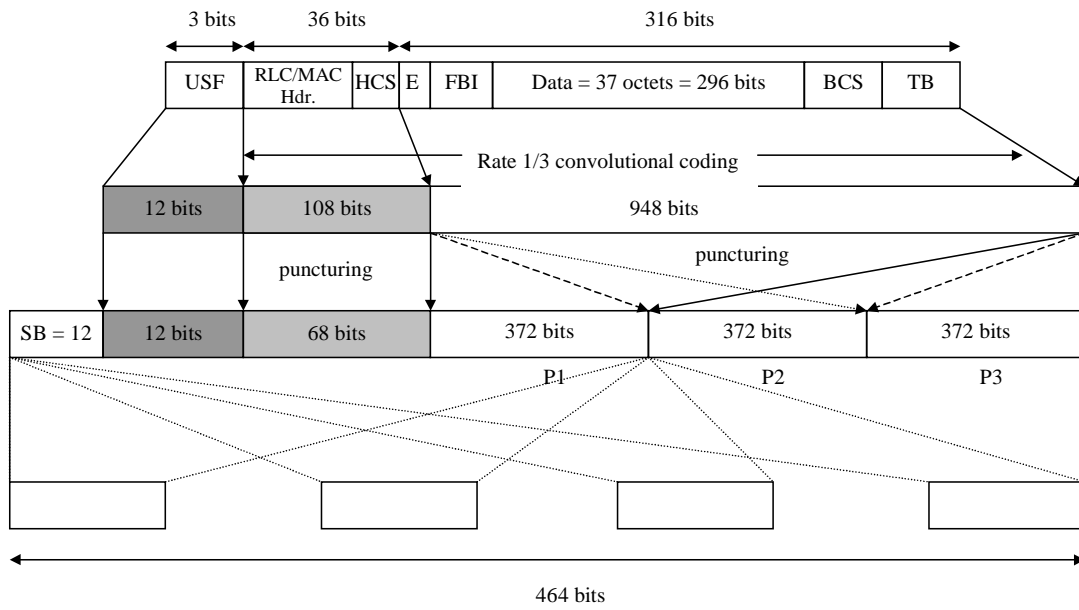 3 bits 36 bits 316 bits
USF RLC/MAC Hdr. HCS E FBI Data = 37 octets = 296 bits BCS TB
Rate 1/3 convolutional coding
12 bits 108 bits 948 bits
puncturing puncturing
SB = 12 12 bits 68 bits 372 bits 372 bits 372 bits
P1 P2 P3
464 bits